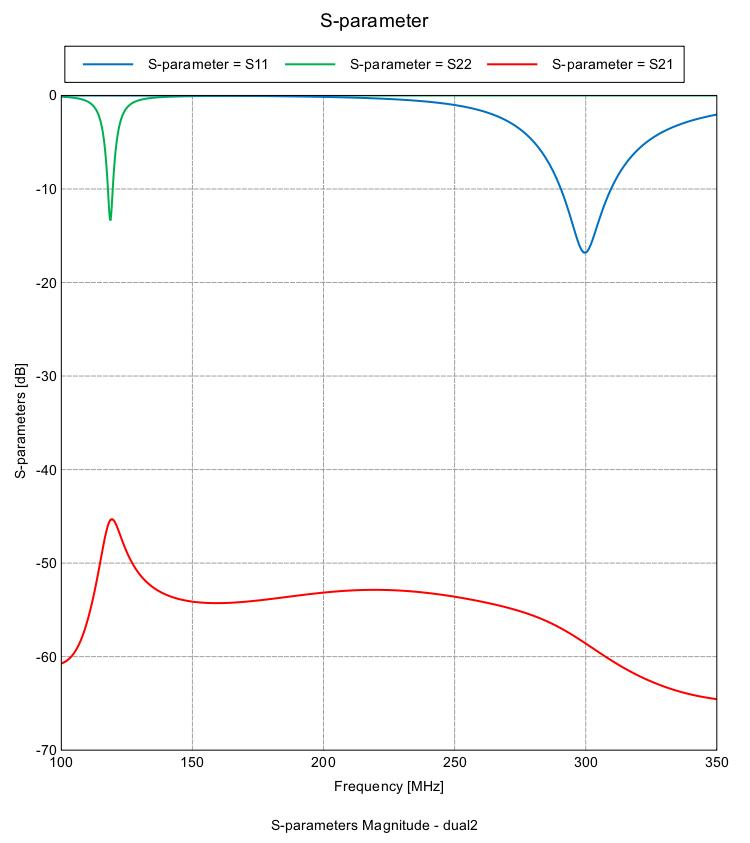 S-parameter
S-parameter = S11 S-parameter = S22 S-parameter = S21
0
-10
-20
-30
-40
-50
-60
-70
S-parameters [dB]
100 150 200 250 300 350
Frequency [MHz]
S-parameters Magnitude - dual2